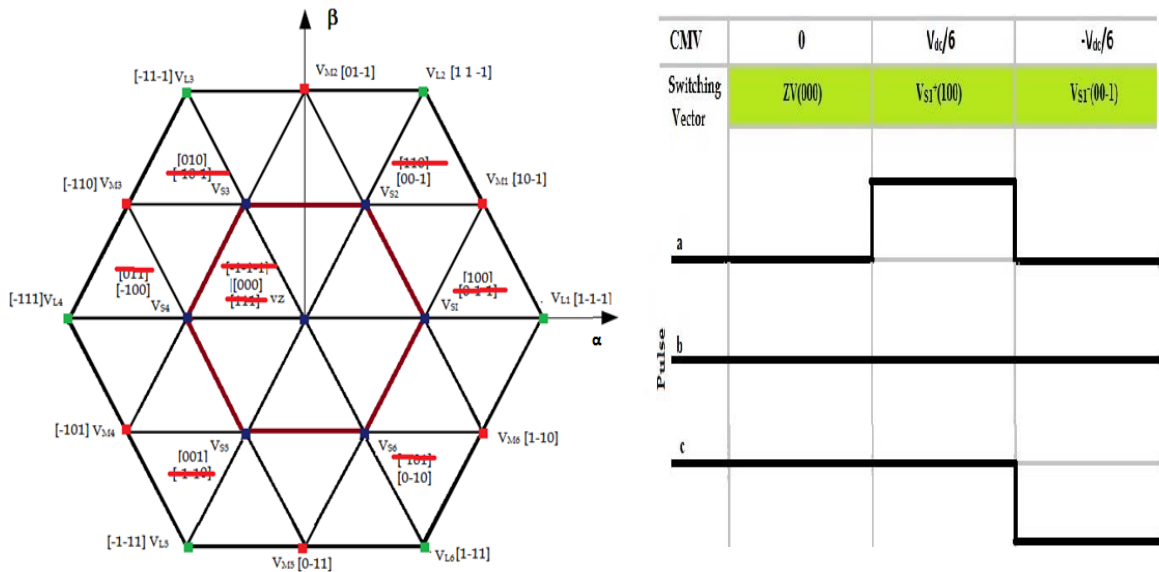 β
[-11-1] VL3
VM2 [01-1]
VL2 [1 1 -1]
[010]
[-10-1]
VS3
[110]
[00-1]
VS2
[-110] VM3
VM1 [10-1]
[011]
[-100]
VS4
[-1-1-1]
[000]
[111] vz
[100]
[0-1-1]
VS1
[-111]VL4
VL1 [1-1-1]
α
[-101] VM4
VS5
VS6
VM6 [1-10]
[001]
[-1-10]
[0-10]
[-1-11] VL5
VM5 [0-11]
VL6 [1-11]
CMV 0 Vdc/6 -Vdc/6
Switching
Vector
ZV(000) VS1+(100) VS1-(00-1)
a
b
c
Pulse